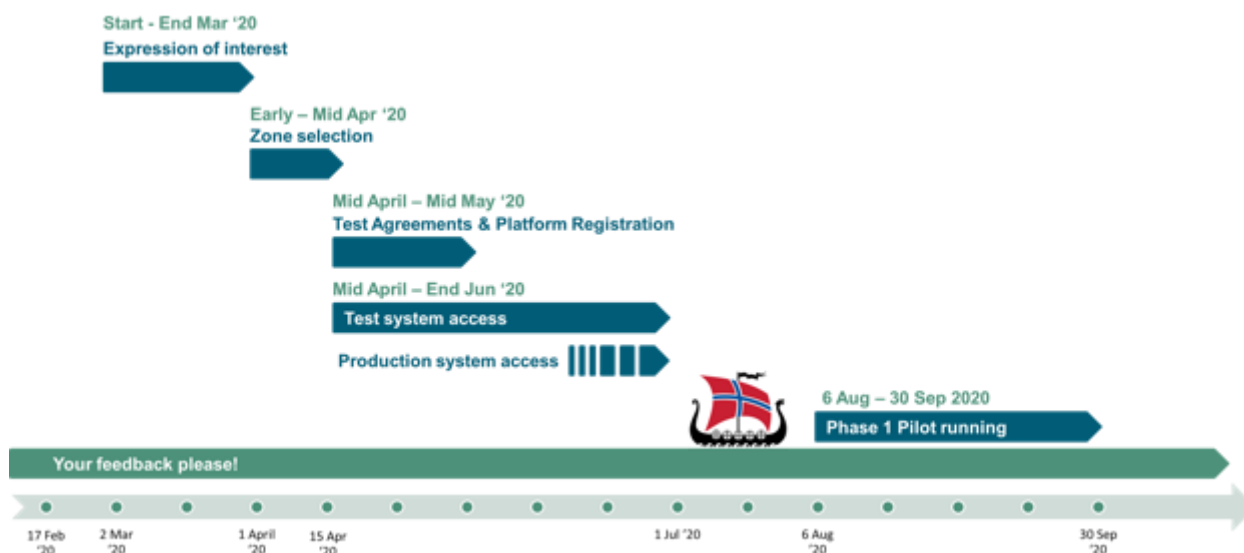 Start - End Mar ‘20
Expression of interest
Early – Mid Apr ‘20
Zone selection
Mid April – Mid May ‘20
Test Agreements & Platform Registration
Mid April – End Jun ‘20
Test system access
Production system access
6 Aug – 30 Sep 2020
Phase 1 Pilot running
Your feedback please!
17 Feb ‘20
2 Mar ‘20
1 April ‘20
15 Apr ‘20
1 Jul ‘20
6 Aug ‘20
30 Sep ‘20